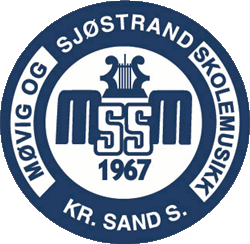 MØVIG OG SJØSTRAND SKOLEMUSIKK
MSSM
1967
KR. SAND S.